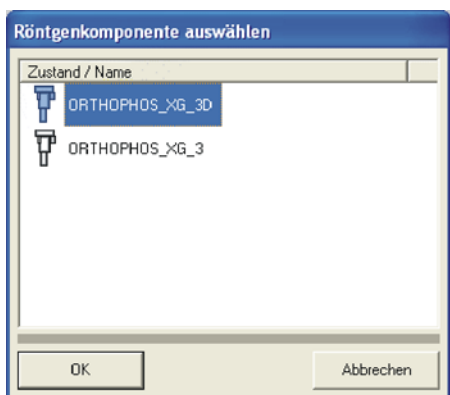 Röntgenkomponente auswählen
Zustand / Name
ORTHOPHOS_XG_3D
ORTHOPHOS_XG_3
OK Abbrechen